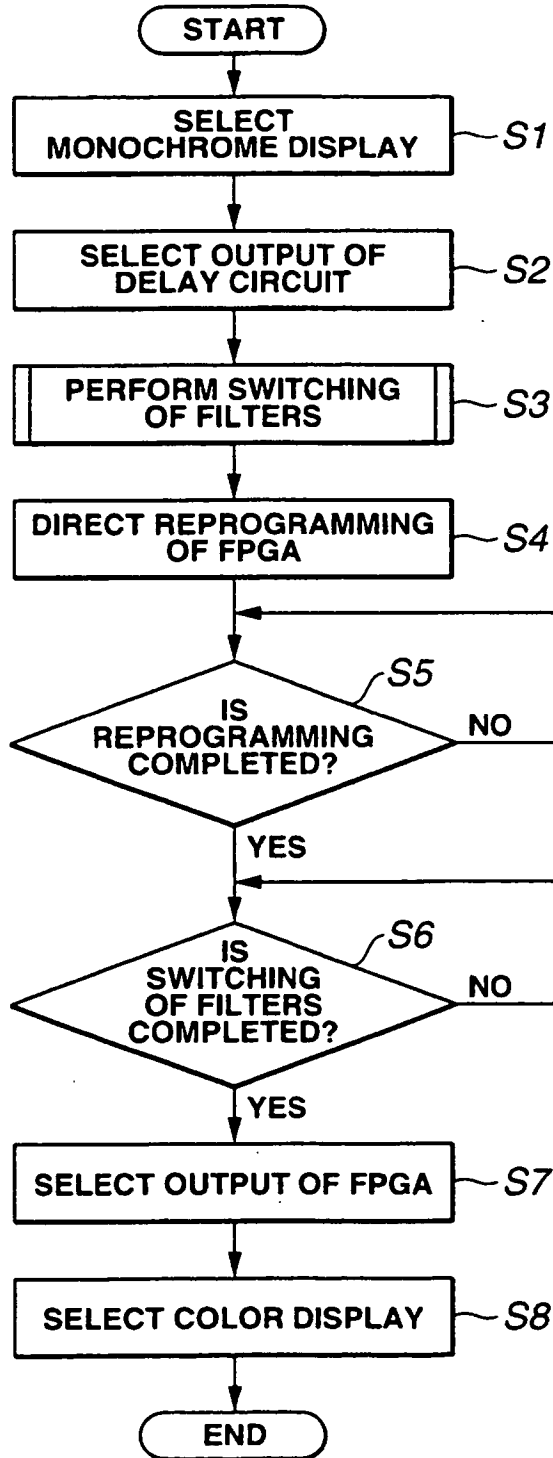 START
SELECT
MONOCHROME DISPLAY
S1
SELECT OUTPUT OF
DELAY CIRCUIT
S2
PERFORM SWITCHING
OF FILTERS
S3
DIRECT REPROGRAMMING
OF FPGA
S4
S5
IS
REPROGRAMMING
COMPLETED?
NO
YES
S6
IS
SWITCHING
OF FILTERS
COMPLETED?
NO
YES
SELECT OUTPUT OF FPGA
S7
SELECT COLOR DISPLAY
S8
END